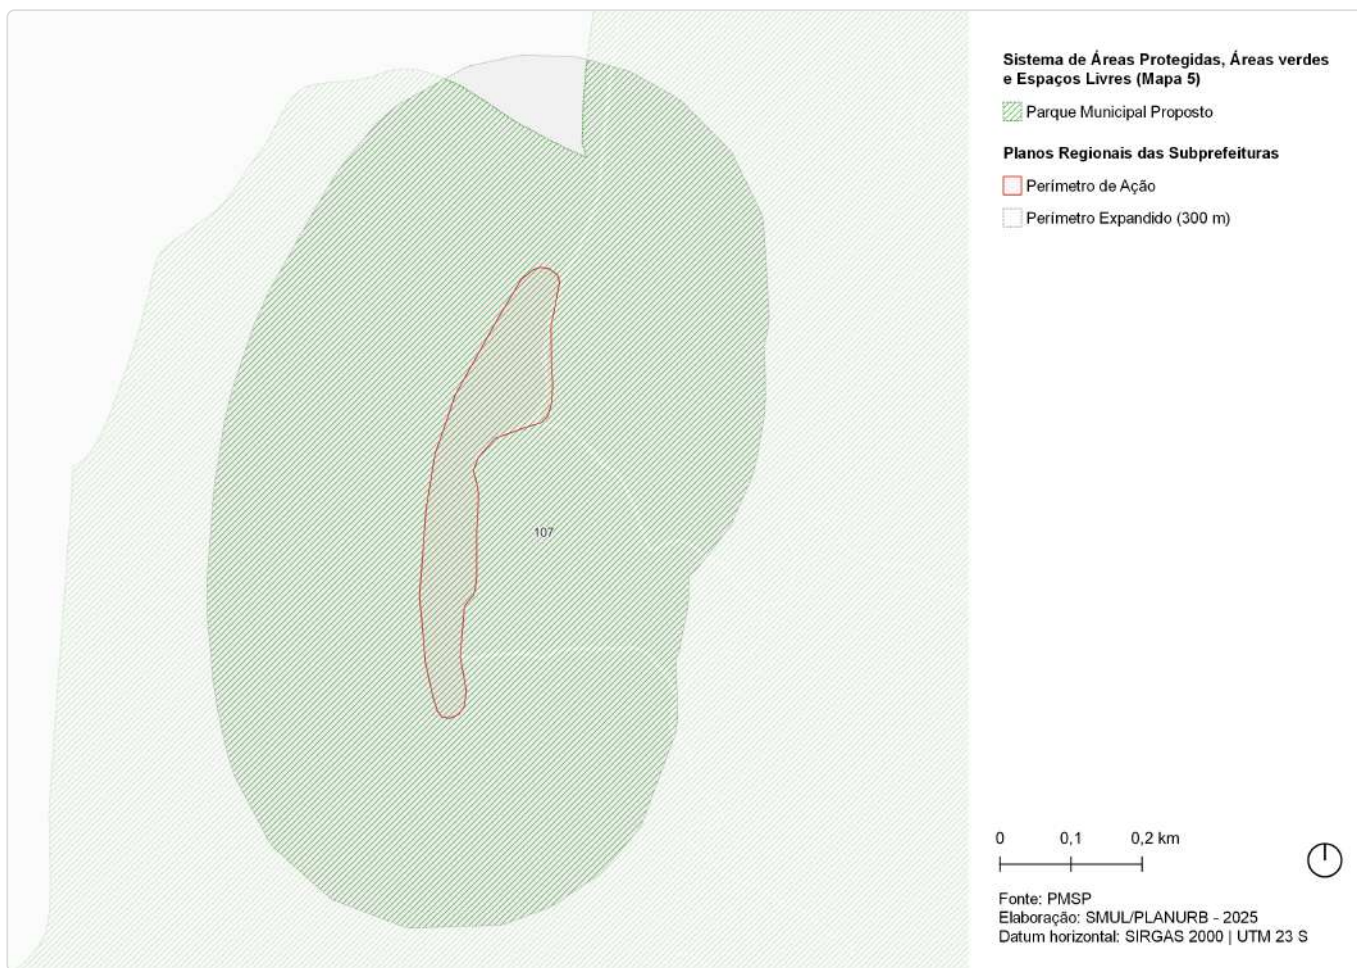 Sistema de Áreas Protegidas, Áreas verdes
e Espaços Livres (Mapa 5)
Parque Municipal Proposto
Planos Regionais das Subprefeituras
Perímetro de Ação
Perímetro Expandido (300 m)
107
0 0,1 0,2 km
Fonte: PMSP
Elaboração: SMUL/PLANURB - 2025
Datum horizontal: SIRGAS 2000 | UTM 23 S